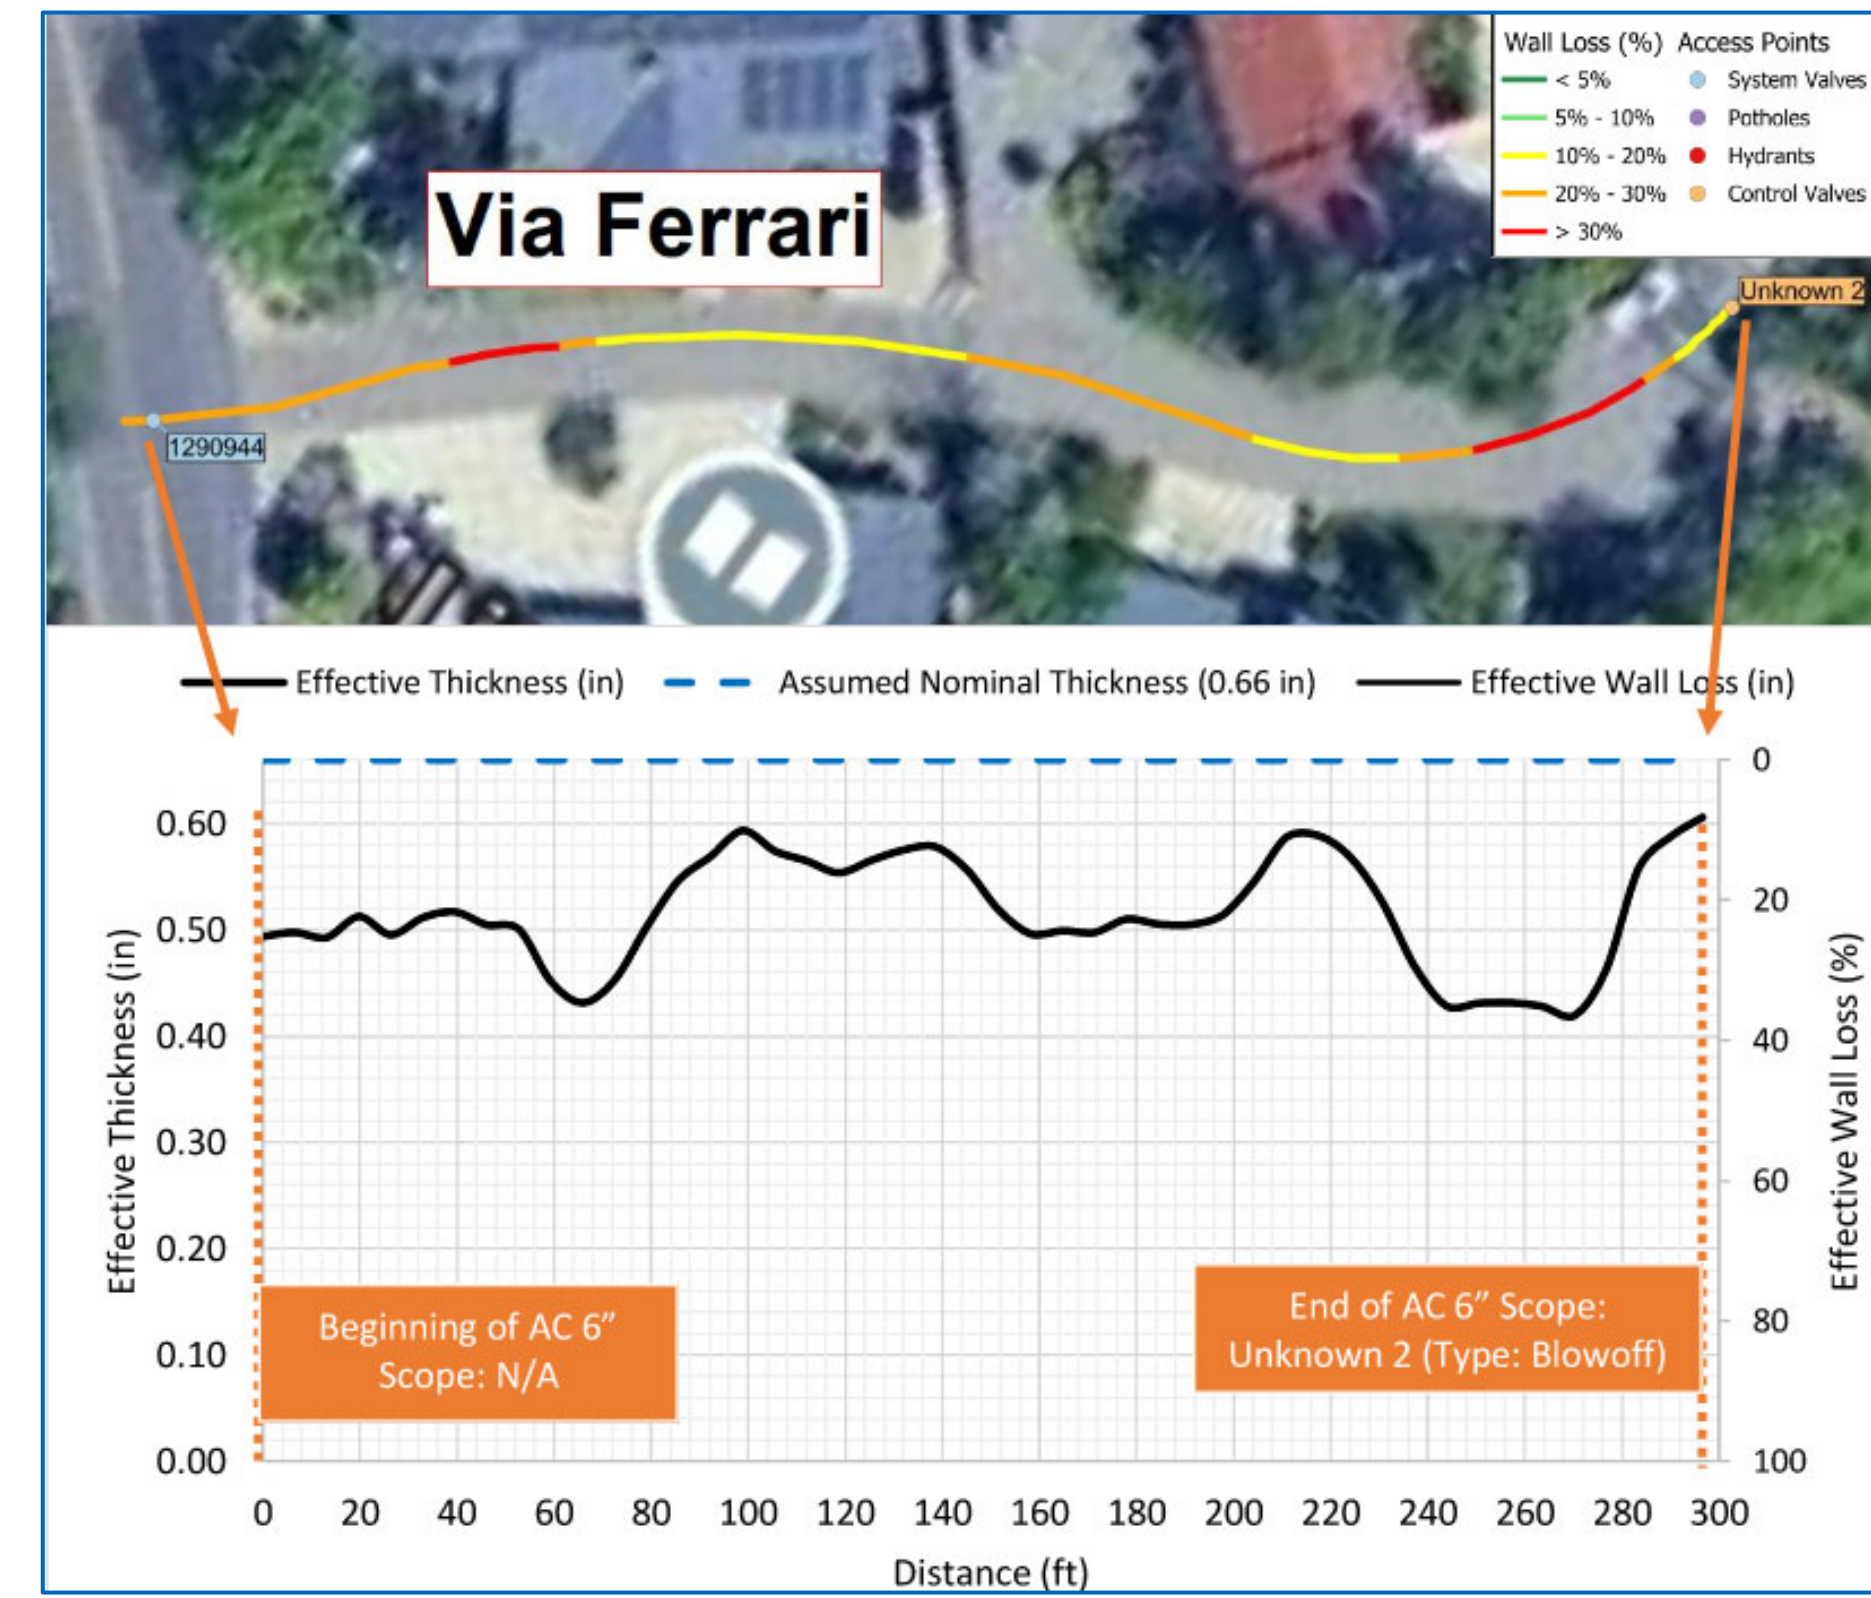 Wall Loss (%) Access Points
< 5% System Valves
5% - 10% Potholes
10% - 20% Hydrants
20% - 30% Control Valves
> 30%
Via Ferrari
Unknown 2
1290944
Effective Thickness (in) Assumed Nominal Thickness (0.66 in) Effective Wall Loss (in)
Effective Thickness (in)
0.60
0.50
0.40
0.30
0.20
0.10
0.00
0
20
40
60
80
100
Effective Wall Loss (%)
Beginning of AC 6”
Scope: N/A
End of AC 6” Scope:
Unknown 2 (Type: Blowoff)
0 20 40 60 80 100 120 140 160 180 200 220 240 260 280 300
Distance (ft)